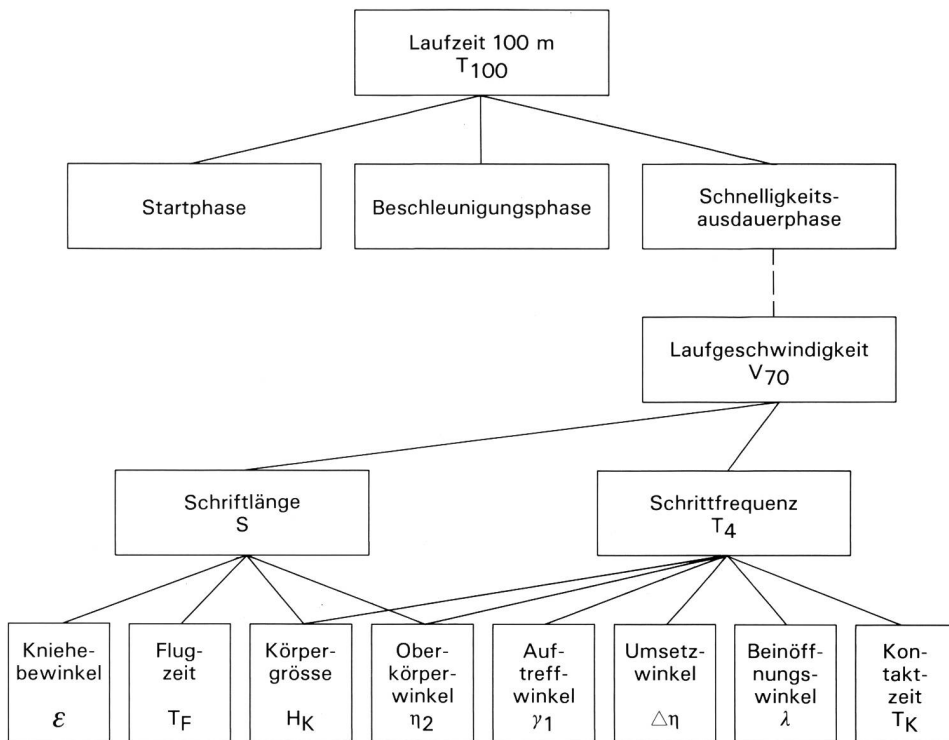 Laufzeit 100 m
T100
Startphase
Beschleunigungsphase
Schnelligkeits-
ausdauerphase
Laufgeschwindigkeit
V70
Schriftlänge
S
Schrittfrequenz
T4
Kniehe-
bewinkel
ε
Flug-
zeit
TF
Körper-
grösse
HK
Ober-
körper-
winkel
η2
Auf-
treff-
winkel
γ1
Umsetz-
winkel
△η
Beinöff-
nungs-
winkel
λ
Kon-
takt-
zeit
TK